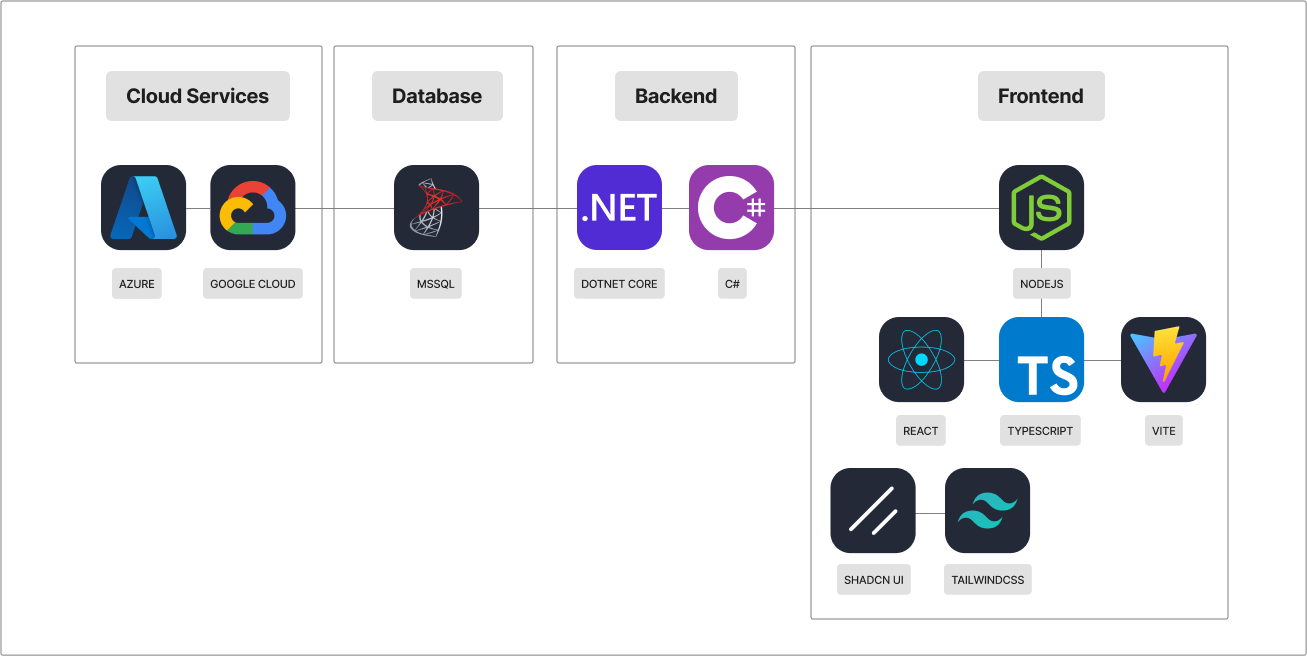 Cloud Services
Database
Backend
Frontend
.NET
C#
JS
AZURE
GOOGLE CLOUD
MSSQL
DOTNET CORE
C#
NODEJS
TS
REACT
TYPESCRIPT
VITE
SHADCN UI
TAILWINDCSS